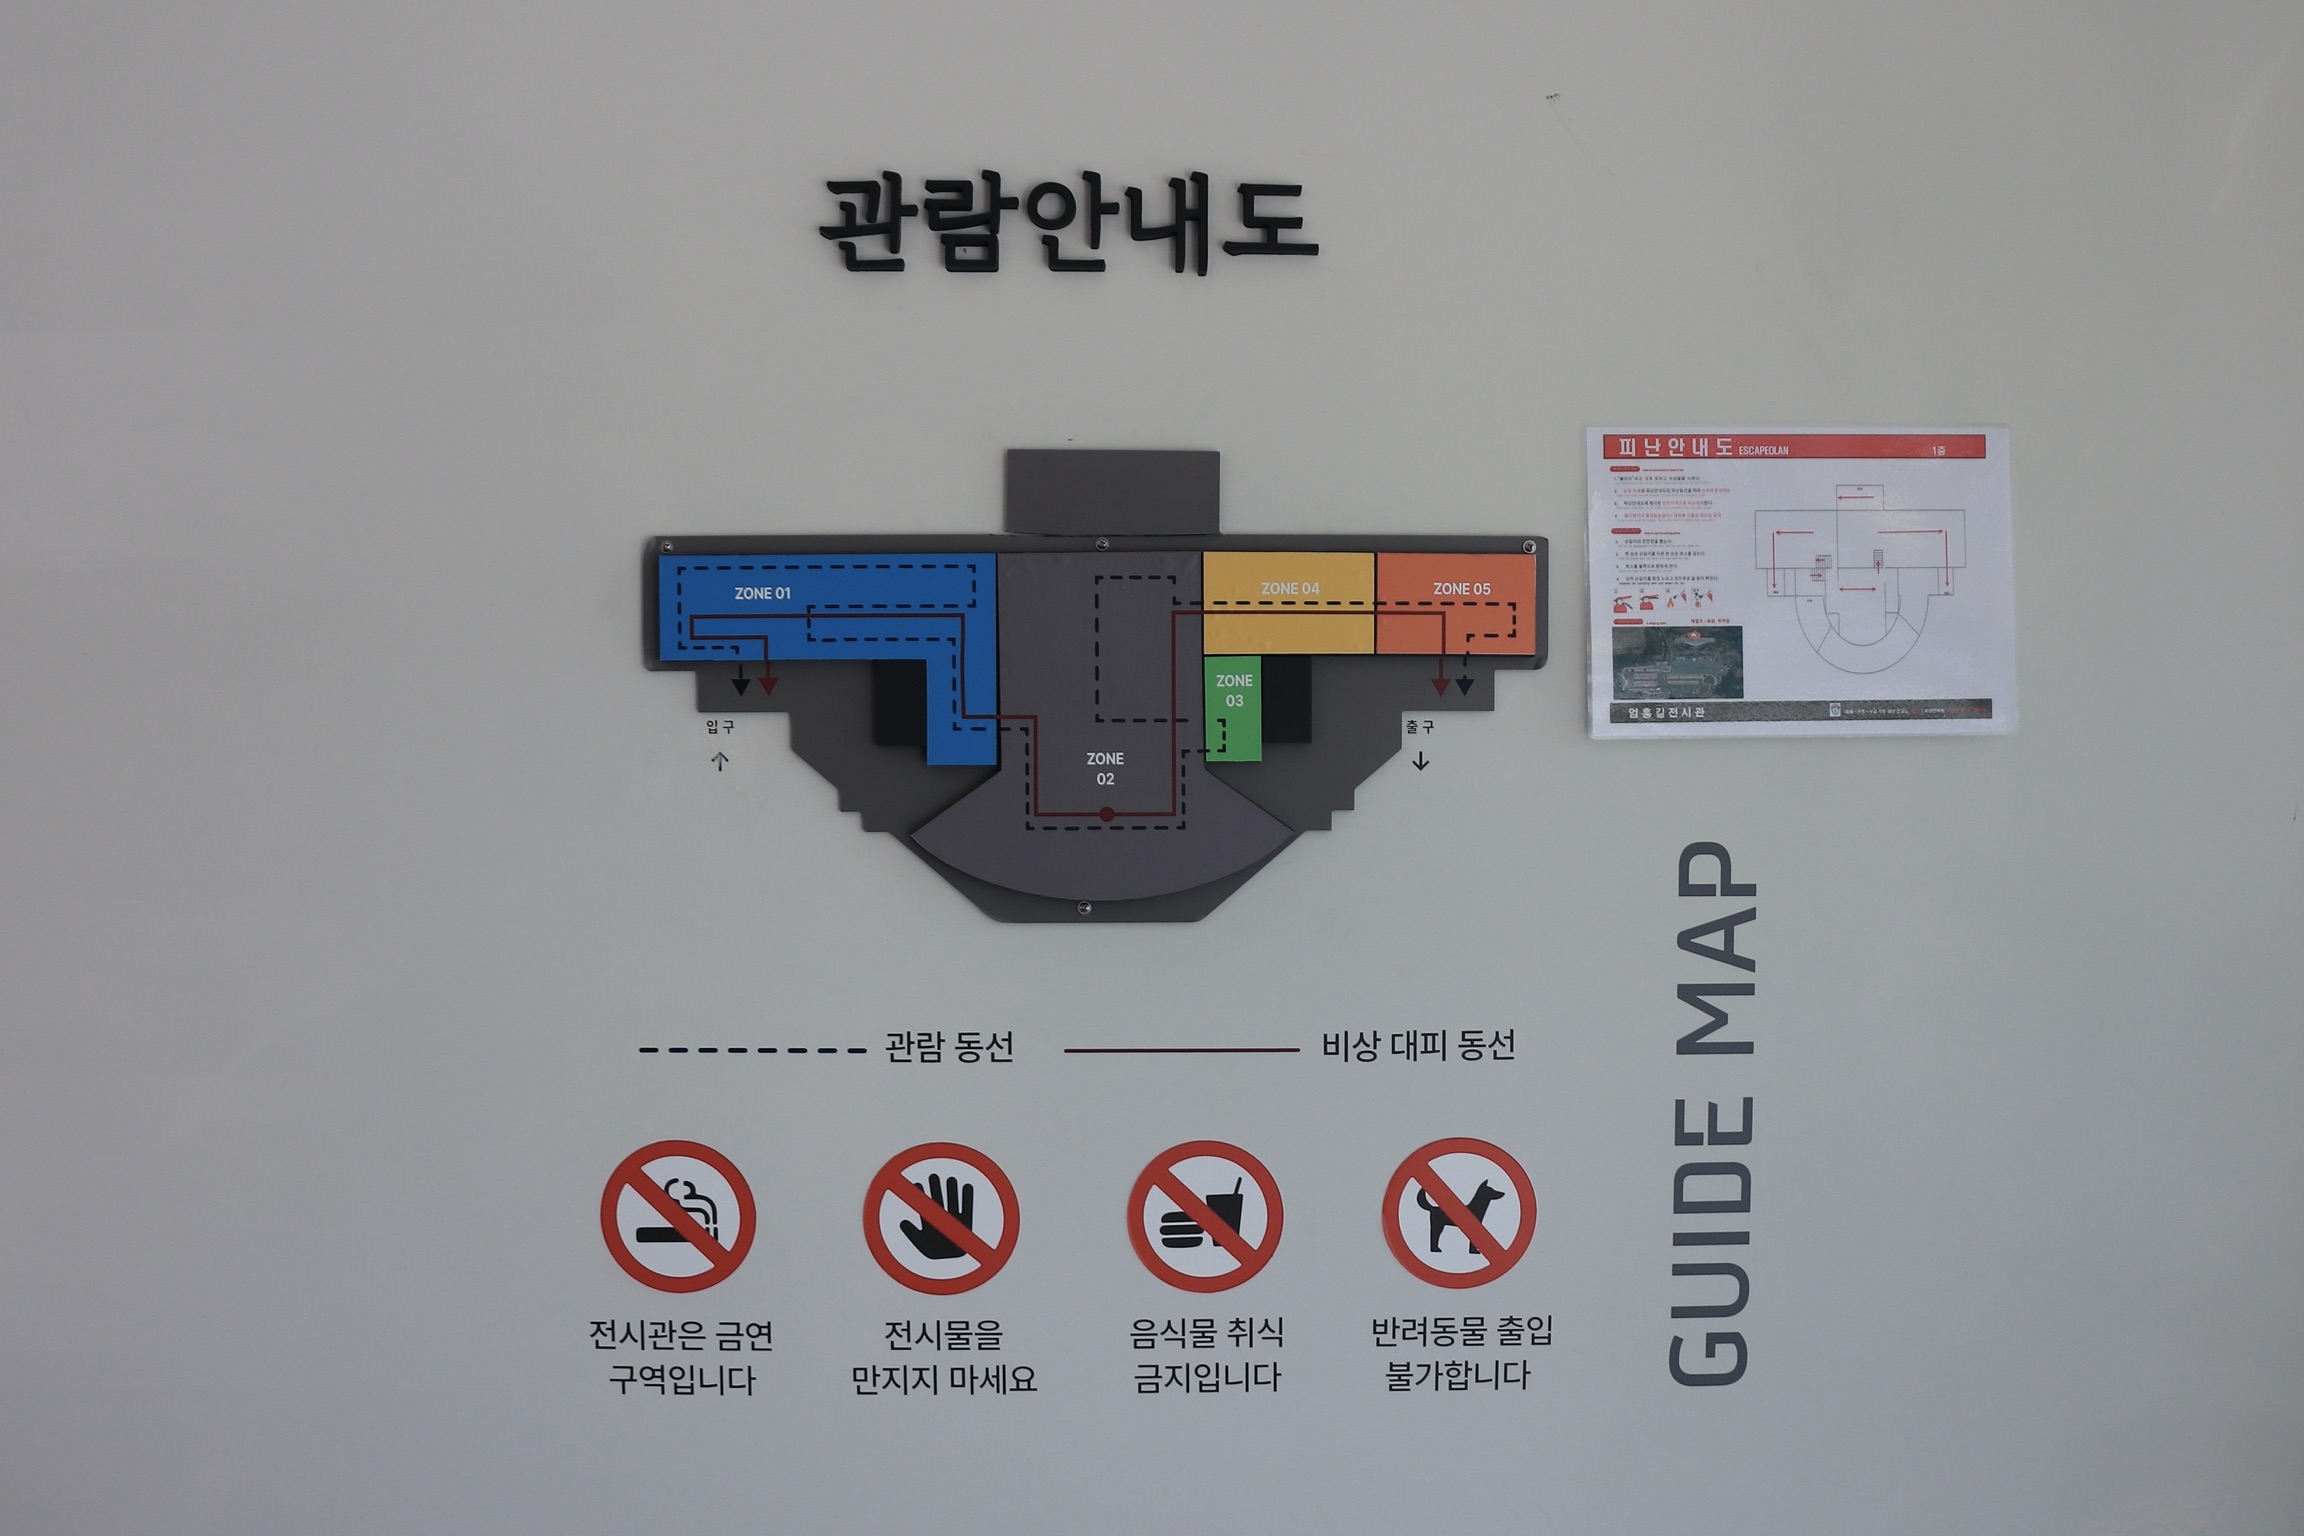 관람안내도
ZONE 01
ZONE 04
ZONE 05
ZONE
03
ZONE
02
입구
출구
피난안내도 ESCAPEOLAN 1층
엄홍길전시관
관람 동선
비상 대피 동선
전시관은 금연
구역입니다
전시물을
만지지 마세요
음식물 취식
금지입니다
반려동물 출입
불가합니다
GUIDE MAP